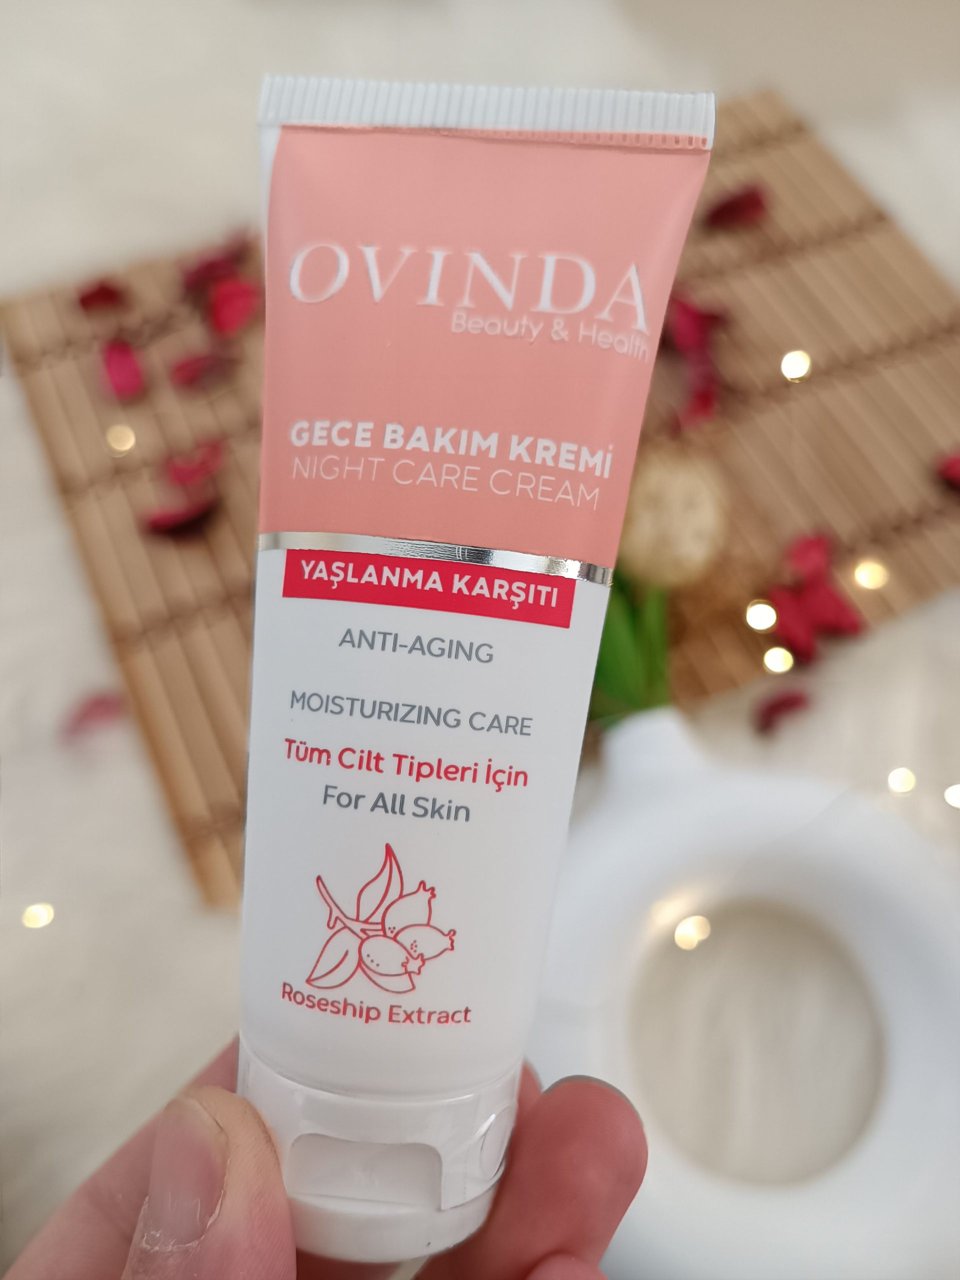 OVINDA
Beauty & Health
GECE BAKIM KREMİ
NIGHT CARE CREAM
YAŞLANMA KARŞITI
ANTI-AGING
MOISTURIZING CARE
Tüm Cilt Tipleri İçin
For All Skin
Roseship Extract